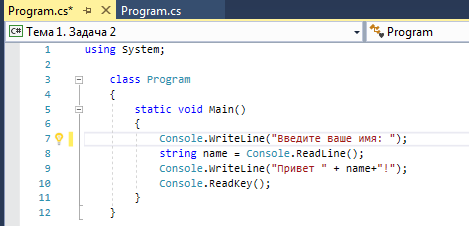 Program.cs* Program.cs
C# Тема 1. Задача 2 Program
1 using System;
2
3 class Program
4 {
5 static void Main()
6 {
7 Console.WriteLine("Введите ваше имя: ");
8 string name = Console.ReadLine();
9 Console.WriteLine("Привет " + name+"!");
10 Console.ReadKey();
11 }
12 }